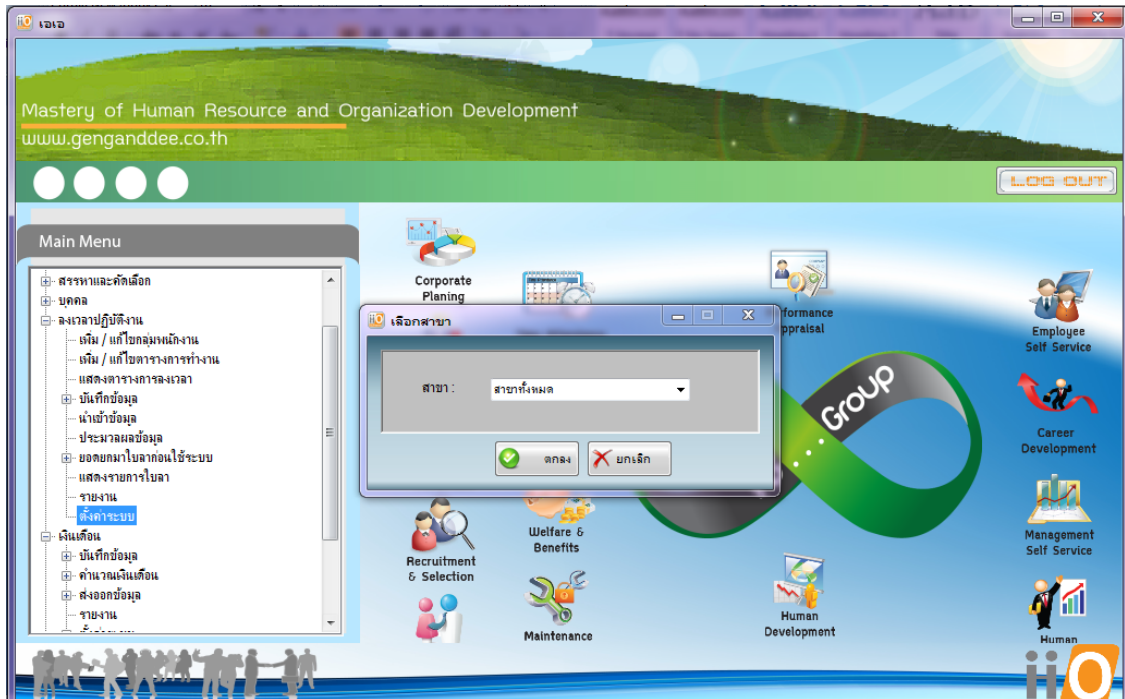 เอเอ
Mastery of Human Resource and Organization Development
www.genganddee.co.th
LOG OUT
Main Menu
สรรหาและคัดเลือก
บุคคล
ลงเวลาปฏิบัติงาน
เพิ่ม / แก้ไขกลุ่มพนักงาน
เพิ่ม / แก้ไขตารางการทำงาน
แสดงตารางการลงเวลา
บันทึกข้อมูล
นำเข้าข้อมูล
ประมวลผลข้อมูล
ยอดยกมาใบลาก่อนใช้ระบบ
แสดงรายการใบลา
รายงาน
ตั้งค่าระบบ
เงินเดือน
บันทึกข้อมูล
คำนวณเงินเดือน
ส่งออกข้อมูล
รายงาน
Corporate
Planing
เลือกสาขา
สาขา :
สาขาทั้งหมด
ตกลง
ยกเลิก
Group
Employee
Self Service
Career
Development
Management
Self Service
Human
Recruitment
& Selection
Welfare &
Benefits
Maintenance
Human
Development
iiO